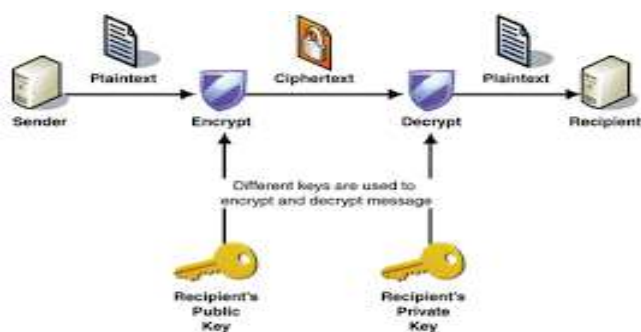 Plaintext
Ciphertext
Plaintext
Sender
Encrypt
Decrypt
Recipient
Different keys are used to
encrypt and decrypt message
Recipient's
Public
Key
Recipient's
Private
Key